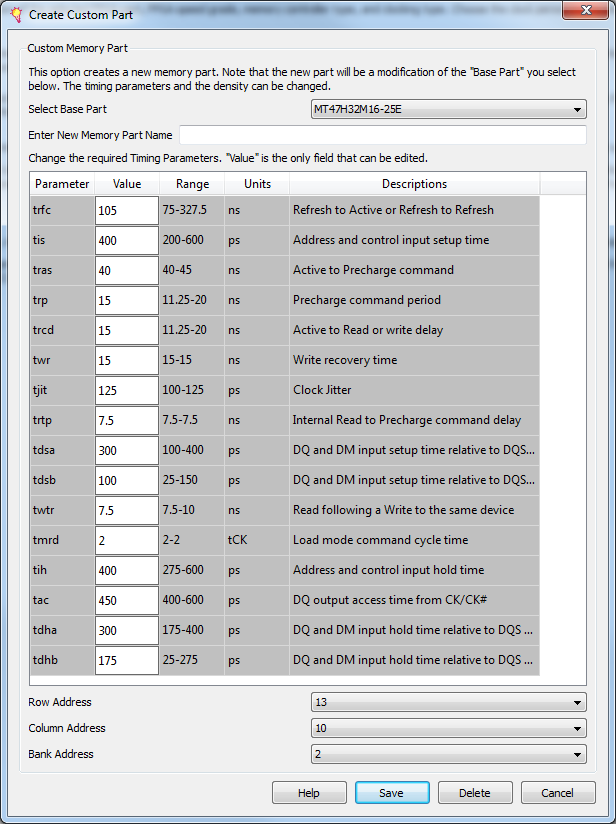 Create Custom Part
Custom Memory Part
This option creates a new memory part. Note that the new part will be a modification of the "Base Part" you select
below. The timing parameters and the density can be changed.
Select Base Part MT47H32M16-25E
Enter New Memory Part Name
Change the required Timing Parameters. "Value" is the only field that can be edited.
Parameter Value Range Units Descriptions
trfc 105 75-327.5 ns Refresh to Active or Refresh to Refresh
tis 400 200-600 ps Address and control input setup time
tras 40 40-45 ns Active to Precharge command
trp 15 11.25-20 ns Precharge command period
trcd 15 11.25-20 ns Active to Read or write delay
twr 15 15-15 ns Write recovery time
tjit 125 100-125 ps Clock Jitter
trtp 7.5 7.5-7.5 ns Internal Read to Precharge command delay
tdsa 300 100-400 ps DQ and DM input setup time relative to DQS...
tdsb 100 25-150 ps DQ and DM input setup time relative to DQS...
twtr 7.5 7.5-10 ns Read following a Write to the same device
tmrd 2 2-2 tCK Load mode command cycle time
tih 400 275-600 ps Address and control input hold time
tac 450 400-600 ps DQ output access time from CK/CK#
tdha 300 175-400 ps DQ and DM input hold time relative to DQS ...
tdhb 175 25-275 ps DQ and DM input hold time relative to DQS ...
Row Address 13
Column Address 10
Bank Address 2
Help Save Delete Cancel